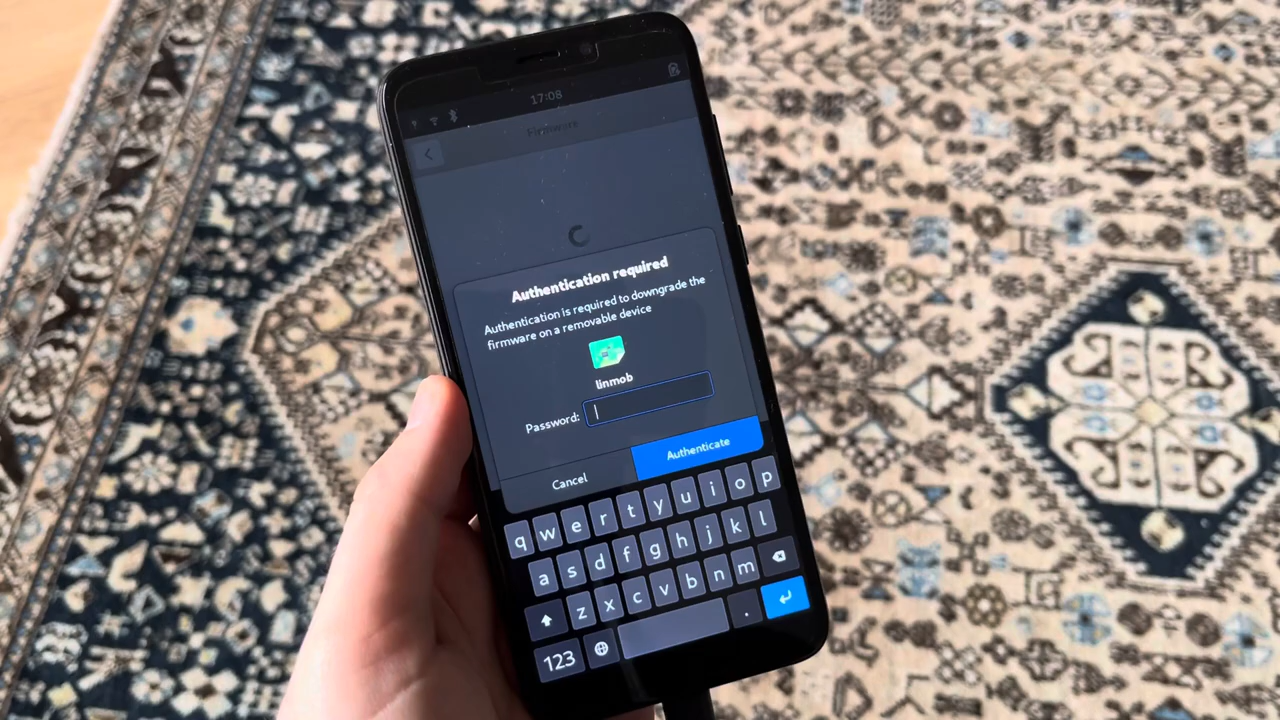 17:08
Firmware
Authentication required
Authentication is required to downgrade the
firmware on a removable device
linmob
Password:
Cancel
Authenticate
q w e r t y u i o p
a s d f g h j k l
z x c v b n m
123 .